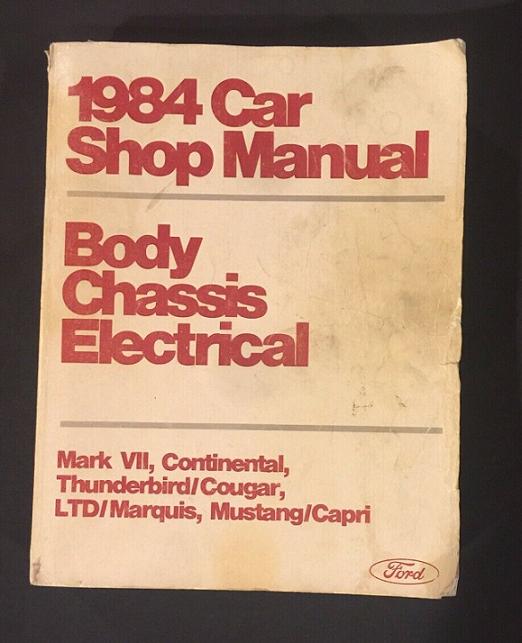 1984 Car
Shop Manual
Body
Chassis
Electrical
Mark VII, Continental,
Thunderbird/Cougar,
LTD/Marquis, Mustang/Capri
Ford